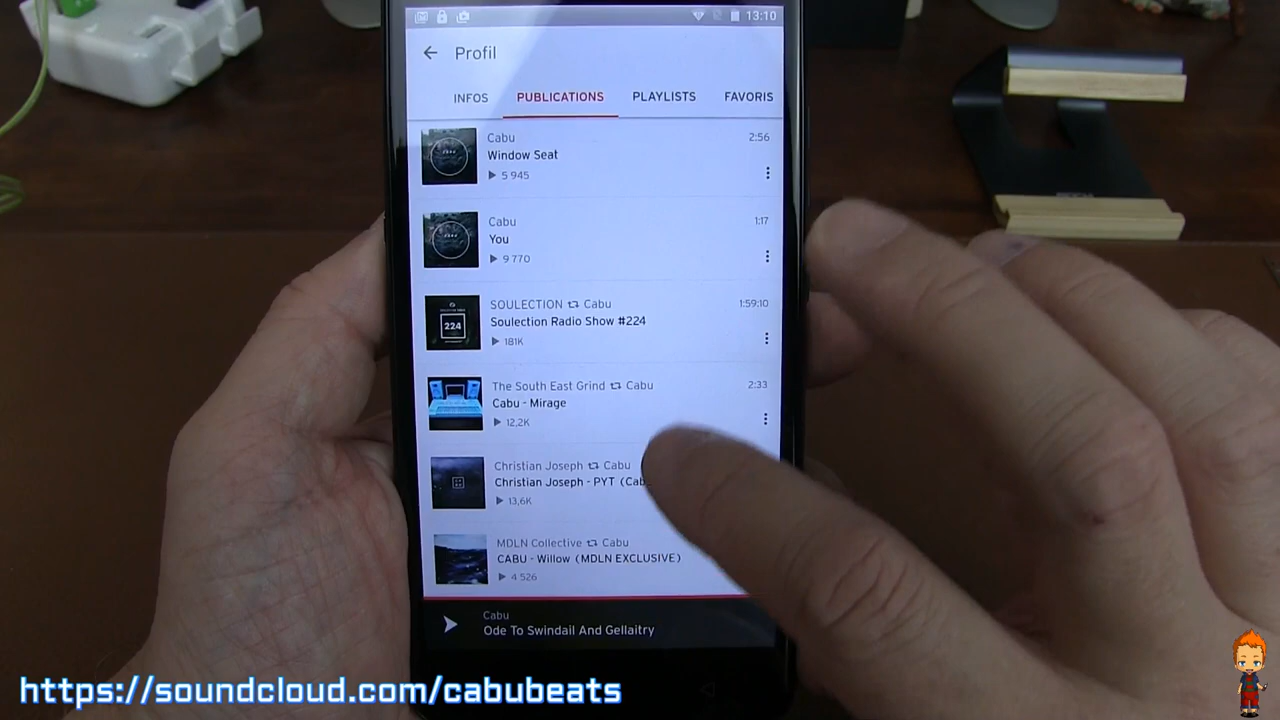 13:10
Profil
INFOS
PUBLICATIONS
PLAYLISTS
FAVORIS
Cabu
2:56
Window Seat
5 945
Cabu
1:17
You
9 770
SOULECTION Cabu
1:59:10
224
Soulection Radio Show #224
181K
The South East Grind Cabu
2:33
Cabu - Mirage
12,2K
Christian Joseph Cabu
Christian Joseph - PYT (Cab
13,6K
MDLN Collective Cabu
CABU - Willow (MDLN EXCLUSIVE)
4 526
Cabu
Ode To Swindail And Gellaitry
https://soundcloud.com/cabubeats